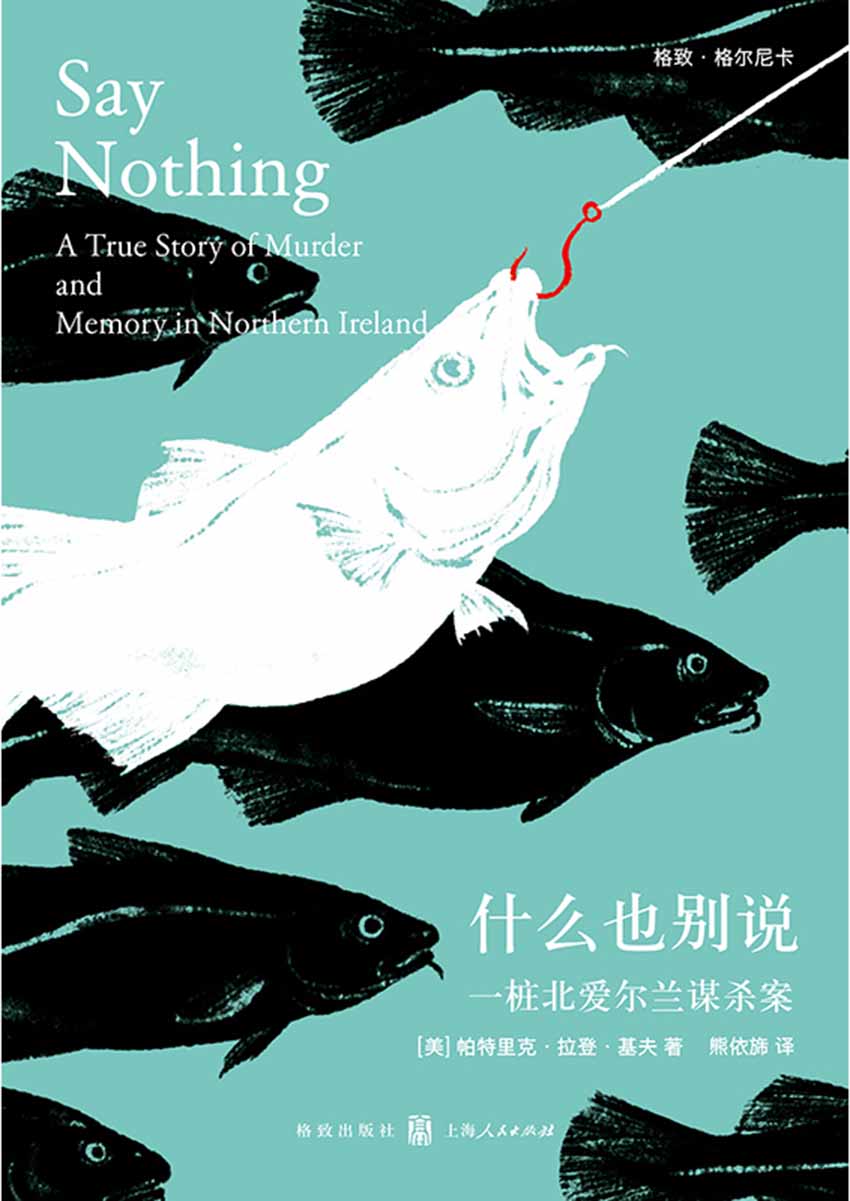 格致 · 格尔尼卡
Say
Nothing
A True Story of Murder
and
Memory in Northern Ireland
什么也别说
一桩北爱尔兰谋杀案
[美] 帕特里克 · 拉登 · 基夫 著 熊依旆 译
格致出版社 上海人民出版社